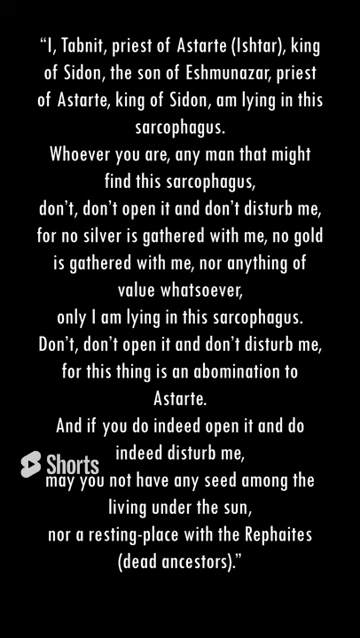 “I, Tabnit, priest of Astarte (Ishtar), king
of Sidon, the son of Eshmunazar, priest
of Astarte, king of Sidon, am lying in this
sarcophagus.
Whoever you are, any man that might
find this sarcophagus,
don’t, don’t open it and don’t disturb me,
for no silver is gathered with me, no gold
is gathered with me, nor anything of
value whatsoever,
only I am lying in this sarcophagus.
Don’t, don’t open it and don’t disturb me,
for this thing is an abomination to
Astarte.
And if you do indeed open it and do
indeed disturb me,
Shorts
may you not have any seed among the
living under the sun,
nor a resting-place with the Rephaites
(dead ancestors).”